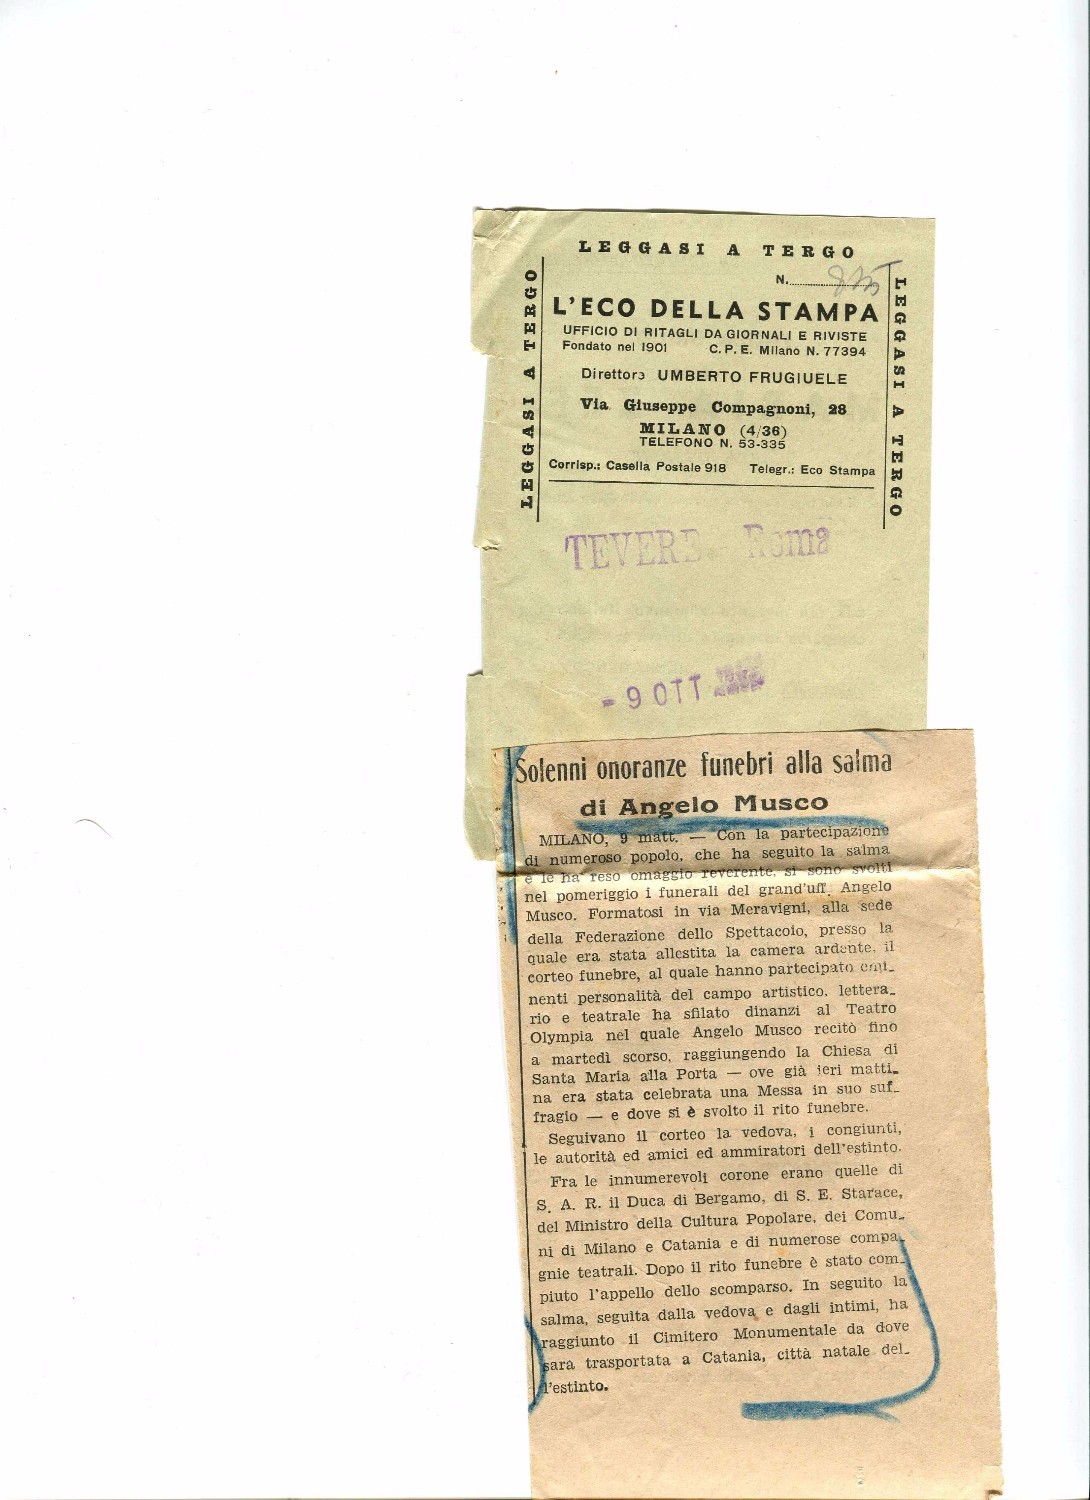 LEGGASI A TERGO
LEGGASI A TERGO
LEGGASI A TERGO
N.
L'ECO DELLA STAMPA
UFFICIO DI RITAGLI DA GIORNALI E RIVISTE
Fondato nel 1901 C. P. E. Milano N. 77394
Direttore UMBERTO FRUGIUELE
Via Giuseppe Compagnoni, 28
MILANO (4/36)
TELEFONO N. 53-335
Corrisp.: Casella Postale 918 Telegr.: Eco Stampa
TEVERE - Roma
- 9 OTT
Solenni onoranze funebri alla salma
di Angelo Musco
MILANO, 9 matt. — Con la partecipazione
di numeroso popolo, che ha seguito la salma
e le ha reso omaggio reverente, si sono svolti
nel pomeriggio i funerali del grand'uff. Angelo
Musco. Formatosi in via Meravigni, alla sede
della Federazione dello Spettacolo, presso la
quale era stata allestita la camera ardente, il
corteo funebre, al quale hanno partecipato emi-
nenti personalità del campo artistico, lettera-
rio e teatrale ha sfilato dinanzi al Teatro
Olympia nel quale Angelo Musco recitò fino
a martedì scorso, raggiungendo la Chiesa di
Santa Maria alla Porta — ove già ieri matti-
na era stata celebrata una Messa in suo suf-
fragio — e dove si è svolto il rito funebre.
Seguivano il corteo la vedova, i congiunti,
le autorità ed amici ed ammiratori dell'estinto.
Fra le innumerevoli corone erano quelle di
S. A. R. il Duca di Bergamo, di S. E. Starace,
del Ministro della Cultura Popolare, dei Comu-
ni di Milano e Catania e di numerose compa-
gnie teatrali. Dopo il rito funebre è stato com-
piuto l'appello dello scomparso. In seguito la
salma, seguita dalla vedova e dagli intimi, ha
raggiunto il Cimitero Monumentale da dove
sara trasportata a Catania, città natale del-
l'estinto.